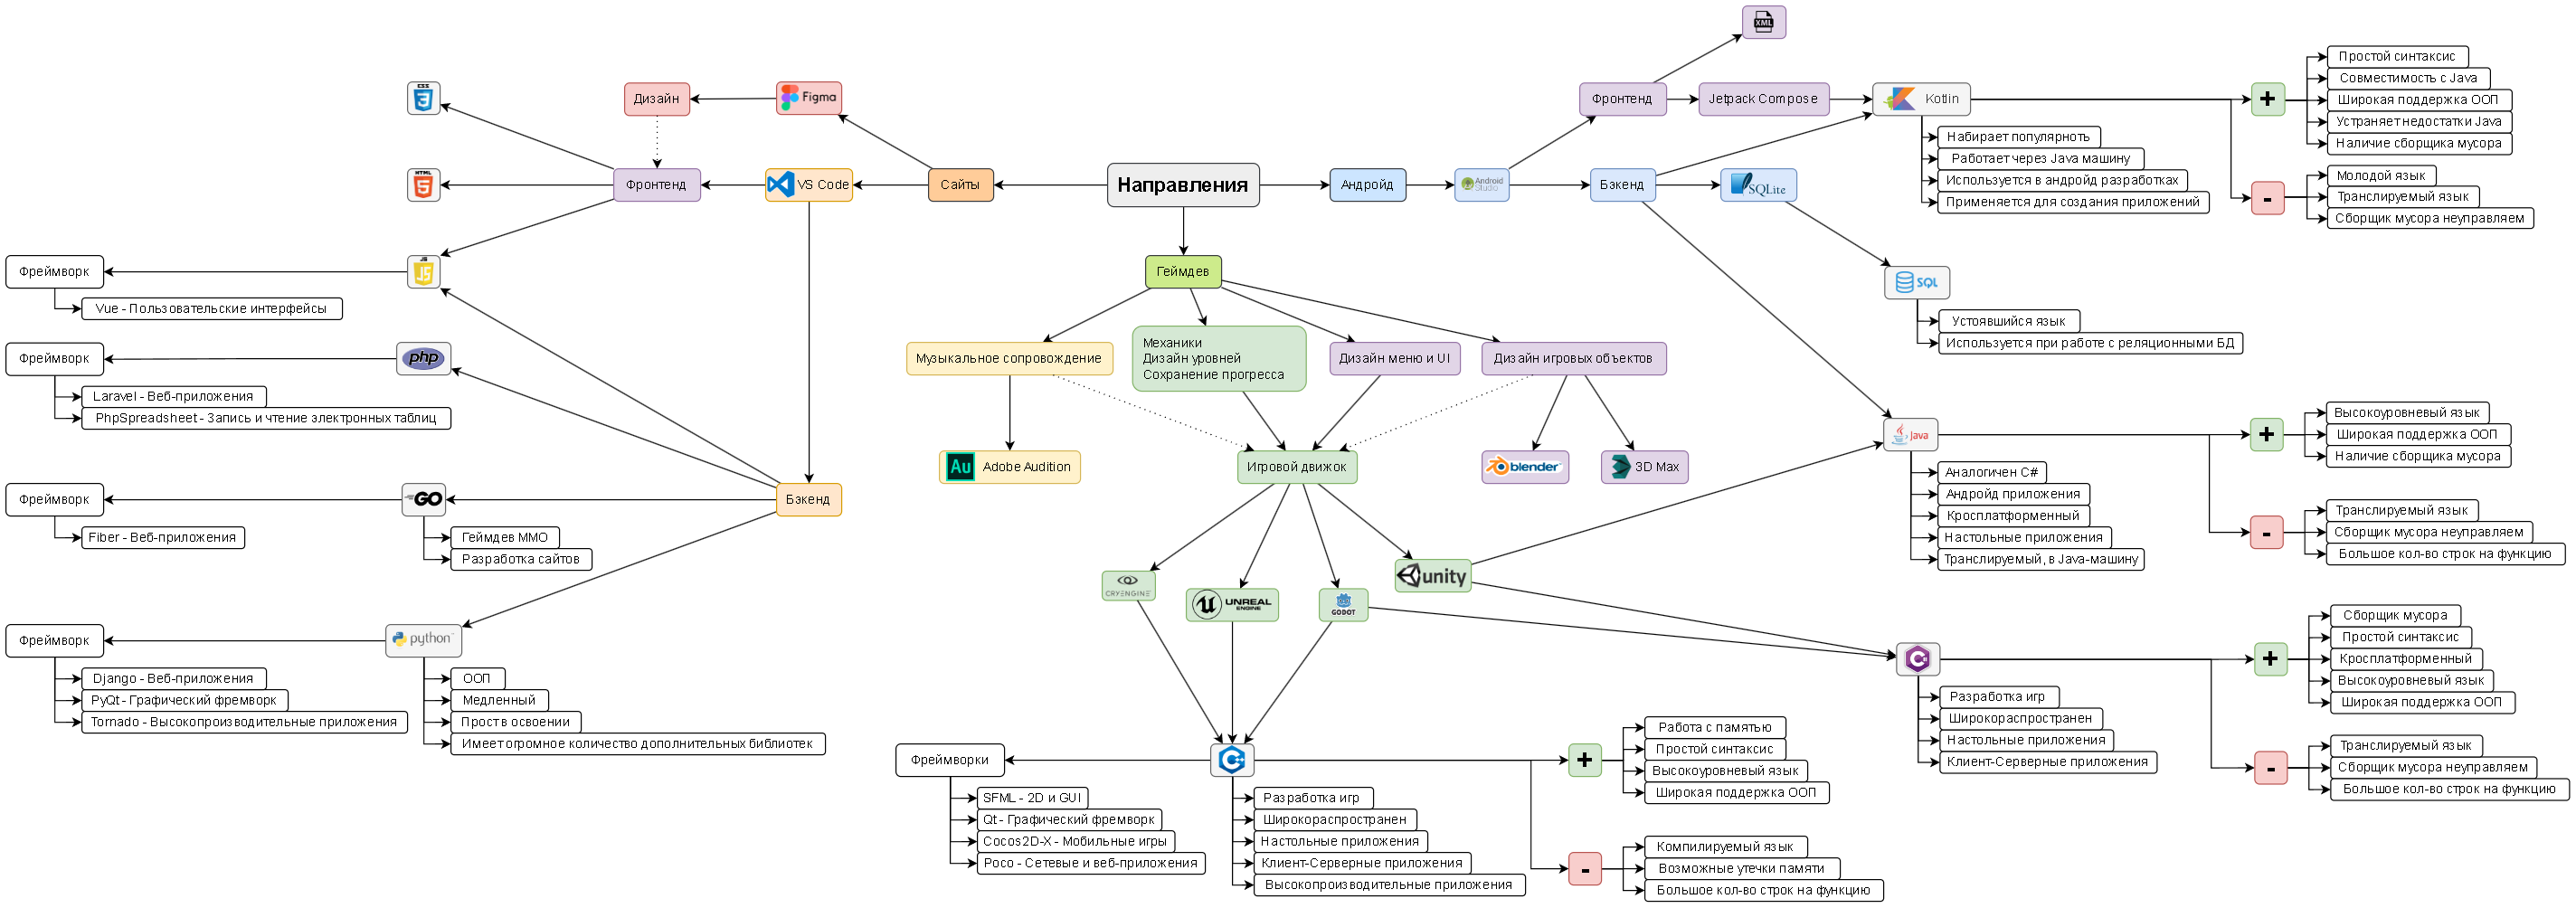 XML
Простой синтаксис
Совместимость с Java
Широкая поддержка ООП
Устраняет недостатки Java
Наличие сборщика мусора
CSS
3
Дизайн
Figma
Фронтенд
Jetpack Compose
Kotlin
+
Набирает популярноть
Работает через Java машину
Используется в андройд разработках
Применяется для создания приложений
-
Молодой язык
Транслируемый язык
Сборщик мусора неуправляем
HTML
5
Фронтенд
VS Code
Сайты
Направления
Андройд
Android
Studio
Бэкенд
SQLite
Фреймворк
JS
JS
Vue - Пользовательские интерфейсы
Геймдев
SQL
Устоявшийся язык
Используется при работе с реляционными БД
Фреймворк
php
Laravel - Веб-приложения
PhpSpreadsheet - Запись и чтение электронных таблиц
Музыкальное сопровождение
Механики
Дизайн уровней
Сохранение прогресса
Дизайн меню и UI
Дизайн игровых объектов
Au Adobe Audition
Игровой движок
blender
3D Max
Java
+
Высокоуровневый язык
Широкая поддержка ООП
Наличие сборщика мусора
Аналогичен C#
Андройд приложения
Кросплатформенный
Настольные приложения
Транслируемый, в Java-машину
-
Транслируемый язык
Сборщик мусора неуправляем
Большое кол-во строк на функцию
Фреймворк
GO
Бэкенд
Fiber - Веб-приложения
Геймдев ММО
Разработка сайтов
CRYENGINE
UNREAL
ENGINE
GODOT
unity
Фреймворк
python
Django - Веб-приложения
PyQt - Графический фремворк
Tornado - Высокопроизводительные приложения
ООП
Медленный
Прост в освоении
Имеет огромное количество дополнительных библиотек
C#
+
Сборщик мусора
Простой синтаксис
Кросплатформенный
Высокоуровневый язык
Широкая поддержка ООП
Разработка игр
Широкораспространен
Настольные приложения
Клиент-Серверные приложения
-
Транслируемый язык
Сборщик мусора неуправляем
Большое кол-во строк на функцию
Фреймворки
C++
+
Работа с памятью
Простой синтаксис
Высокоуровневый язык
Широкая поддержка ООП
SFML - 2D и GUI
Qt - Графический фремворк
Cocos2D-X - Мобильные игры
Poco - Сетевые и веб-приложения
Разработка игр
Широкораспространен
Настольные приложения
Клиент-Серверные приложения
Высокопроизводительные приложения
-
Компилируемый язык
Возможные утечки памяти
Большое кол-во строк на функцию